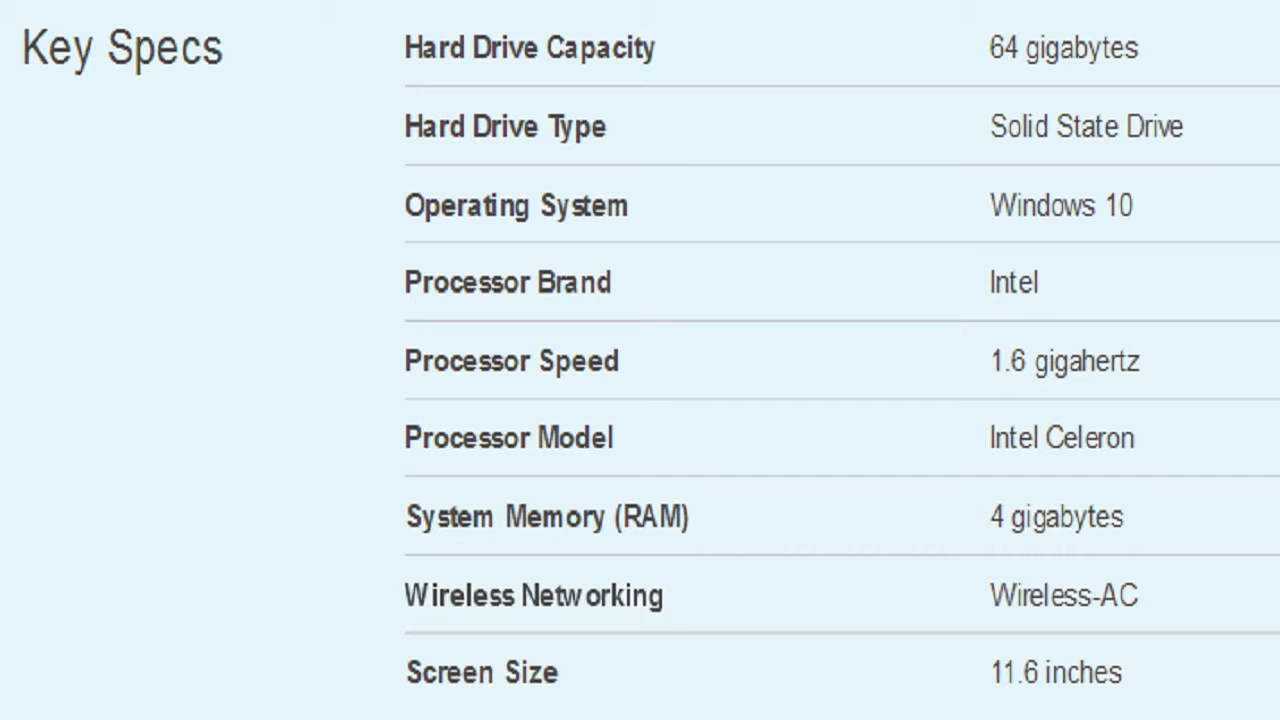 Key Specs
Hard Drive Capacity 64 gigabytes
Hard Drive Type Solid State Drive
Operating System Windows 10
Processor Brand Intel
Processor Speed 1.6 gigahertz
Processor Model Intel Celeron
System Memory (RAM) 4 gigabytes
Wireless Networking Wireless-AC
Screen Size 11.6 inches